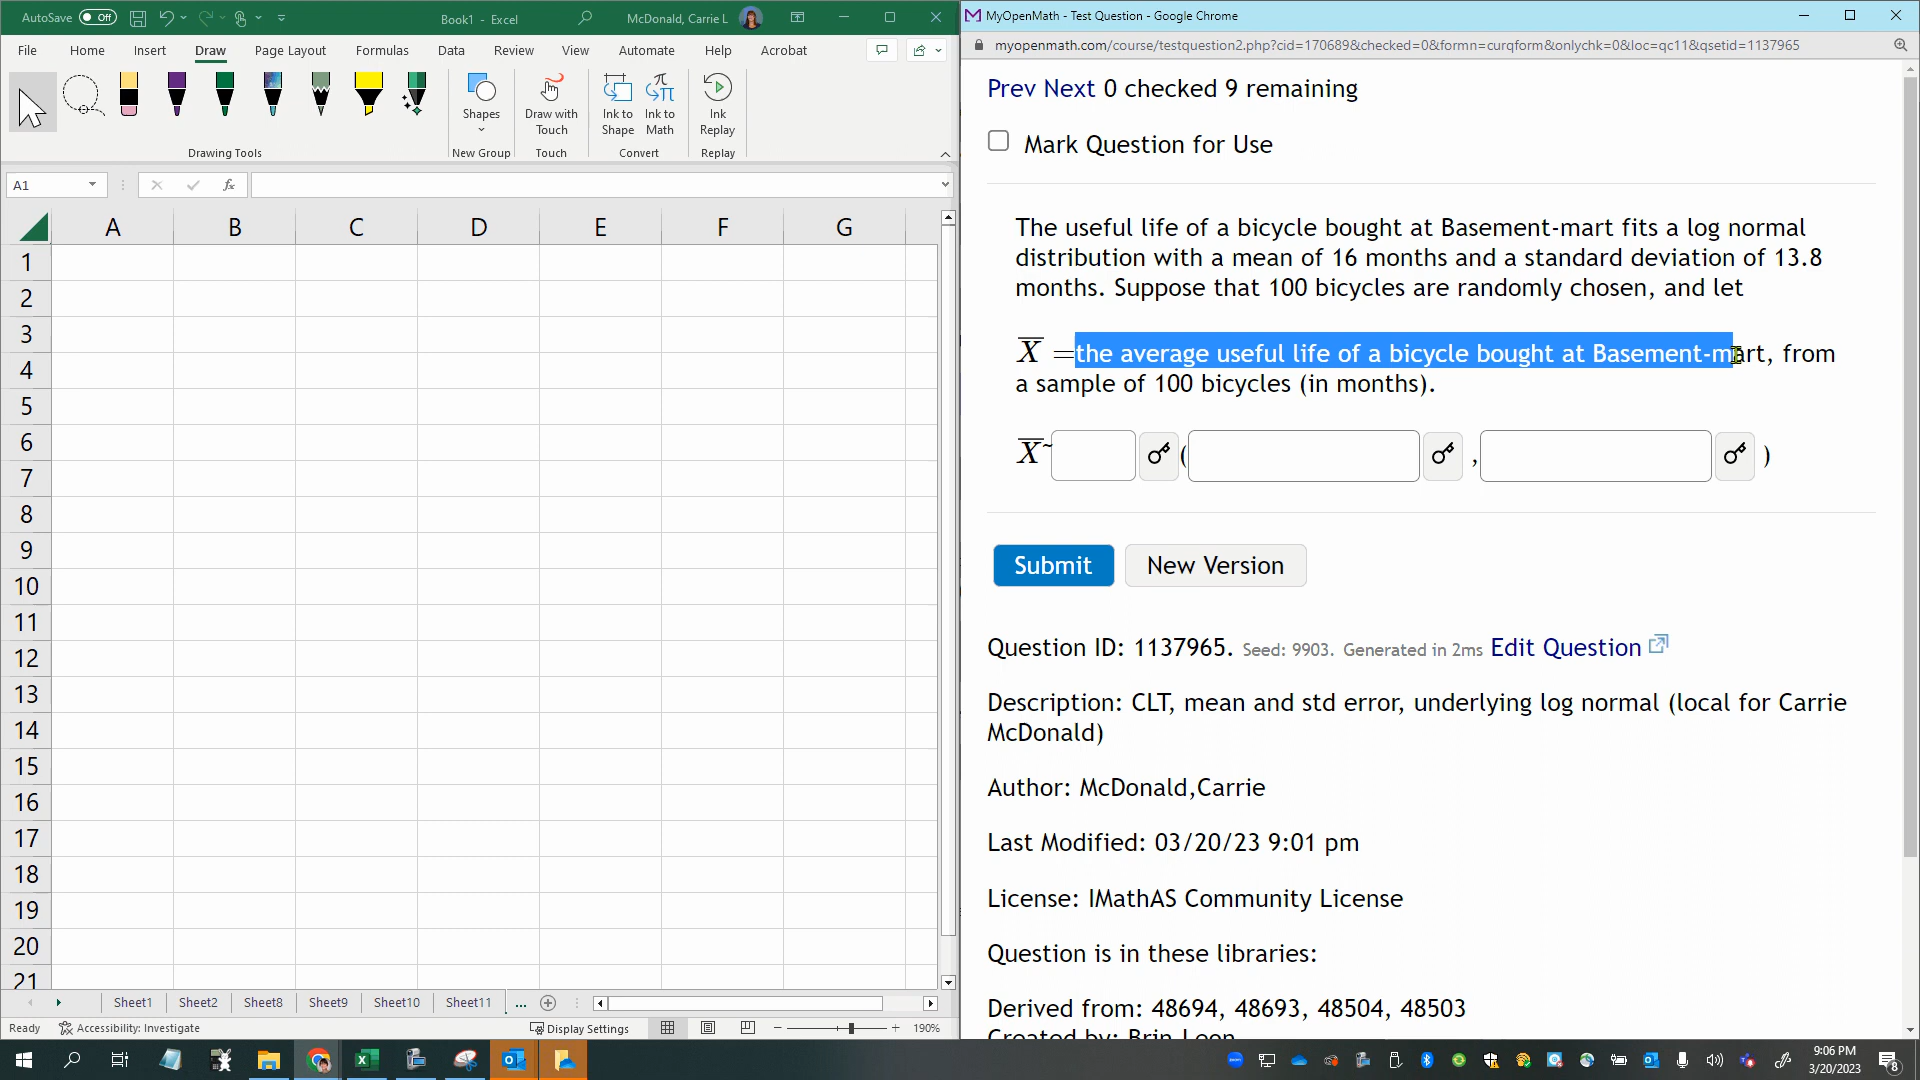 AutoSave Off Book1 - Excel McDonald, Carrie L
File Home Insert Draw Page Layout Formulas Data Review View Automate Help Acrobat
Shapes Draw with Touch Ink to Shape Ink to Math Ink Replay
Drawing Tools New Group Touch Convert Replay
A1 fx
A B C D E F G
1
2
3
4
5
6
7
8
9
10
11
12
13
14
15
16
17
18
19
20
21
Sheet1 Sheet2 Sheet8 Sheet9 Sheet10 Sheet11 ...
Ready Accessibility: Investigate Display Settings 190%
MyOpenMath - Test Question - Google Chrome
myopenmath.com/course/testquestion2.php?cid=170689&checked=0&formn=curqform&onlychk=0&loc=qc11&qsetid=1137965
Prev Next 0 checked 9 remaining
Mark Question for Use
The useful life of a bicycle bought at Basement-mart fits a log normal
distribution with a mean of 16 months and a standard deviation of 13.8
months. Suppose that 100 bicycles are randomly chosen, and let
X̅ = the average useful life of a bicycle bought at Basement-mart, from
a sample of 100 bicycles (in months).
X̅ ~ ( , )
Submit New Version
Question ID: 1137965. Seed: 9903. Generated in 2ms Edit Question
Description: CLT, mean and std error, underlying log normal (local for Carrie
McDonald)
Author: McDonald,Carrie
Last Modified: 03/20/23 9:01 pm
License: IMathAS Community License
Question is in these libraries:
Derived from: 48694, 48693, 48504, 48503
Created by: Brin Leon
9:06 PM
3/20/2023
8